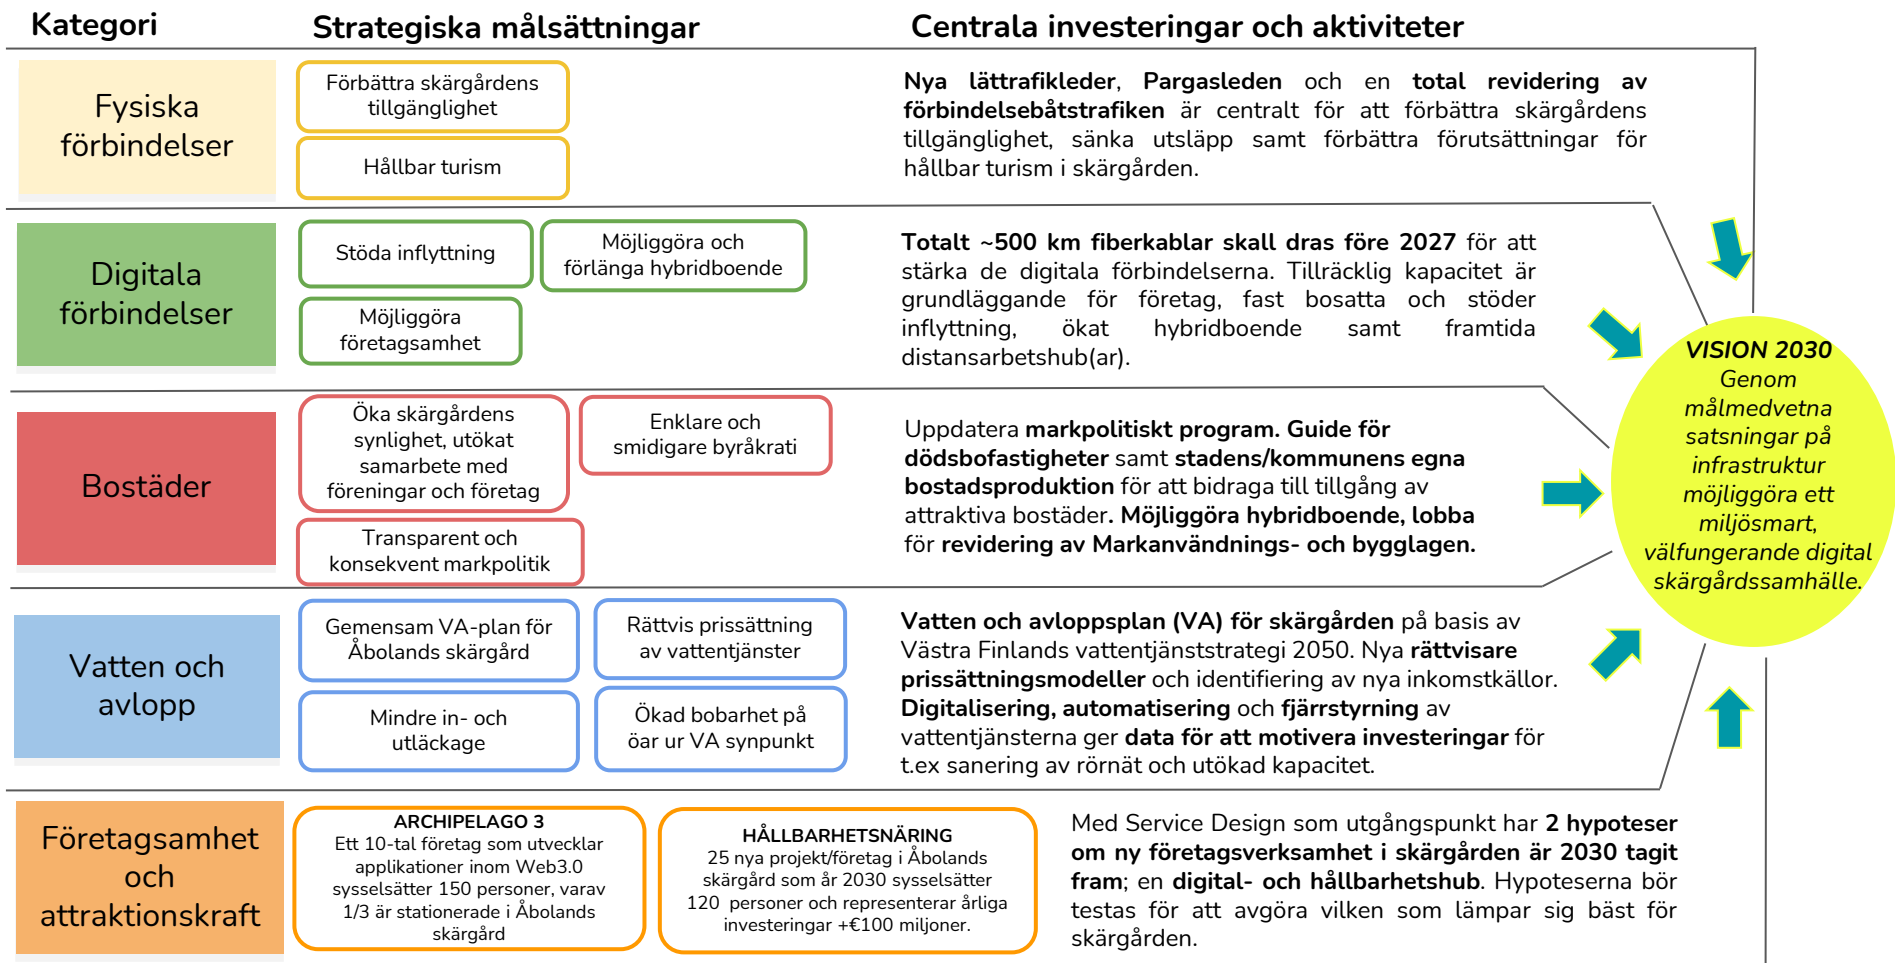 Kategori
Strategiska målsättningar
Centrala investeringar och aktiviteter
Fysiska
förbindelser
Förbättra skärgårdens
tillgänglighet
Hållbar turism
Nya lättrafikleder, Pargasleden och en total revidering av
förbindelsebåtstrafiken är centralt för att förbättra skärgårdens
tillgänglighet, sänka utsläpp samt förbättra förutsättningar för
hållbar turism i skärgården.
Digitala
förbindelser
Stöda inflyttning
Möjliggöra och
förlänga hybridboende
Möjliggöra
företagsamhet
Totalt ~500 km fiberkablar skall dras före 2027 för att
stärka de digitala förbindelserna. Tillräcklig kapacitet är
grundläggande för företag, fast bosatta och stöder
inflyttning, ökat hybridboende samt framtida
distansarbetshub(ar).
Bostäder
Öka skärgårdens
synlighet, utökat
samarbete med
föreningar och företag
Enklare och
smidigare byråkrati
Transparent och
konsekvent markpolitik
Uppdatera markpolitiskt program. Guide för
dödsbofastigheter samt stadens/kommunens egna
bostadsproduktion för att bidraga till tillgång av
attraktiva bostäder. Möjliggöra hybridboende, lobba
för revidering av Markanvändnings- och bygglagen.
Vatten och
avlopp
Gemensam VA-plan för
Åbolands skärgård
Rättvis prissättning
av vattentjänster
Mindre in- och
utläckage
Ökad bobarhet på
öar ur VA synpunkt
Vatten och avloppsplan (VA) för skärgården på basis av
Västra Finlands vattentjänststrategi 2050. Nya rättvisare
prissättningsmodeller och identifiering av nya inkomstkällor.
Digitalisering, automatisering och fjärrstyrning av
vattentjänsterna ger data för att motivera investeringar för
t.ex sanering av rörnät och utökad kapacitet.
Företagsamhet
och
attraktionskraft
ARCHIPELAGO 3
Ett 10-tal företag som utvecklar
applikationer inom Web3.0
sysselsätter 150 personer, varav
1/3 är stationerade i Åbolands
skärgård
HÅLLBARHETSNÄRING
25 nya projekt/företag i Åbolands
skärgård som år 2030 sysselsätter
120 personer och representerar årliga
investeringar +€100 miljoner.
Med Service Design som utgångspunkt har 2 hypoteser
om ny företagsverksamhet i skärgården är 2030 tagit
fram; en digital- och hållbarhetshub. Hypoteserna bör
testas för att avgöra vilken som lämpar sig bäst för
skärgården.
VISION 2030
Genom
målmedvetna
satsningar på
infrastruktur
möjliggöra ett
miljösmart,
välfungerande digital
skärgårdssamhälle.